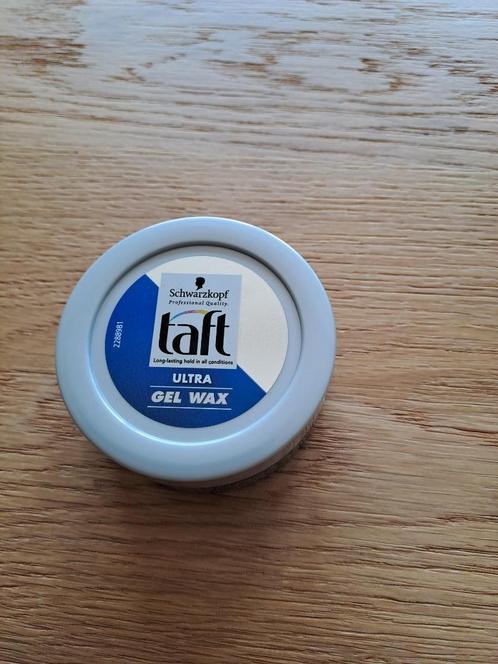 Schwarzkopf
Professional Quality.
taft
Long-lasting hold in all conditions
ULTRA
GEL WAX
2288981